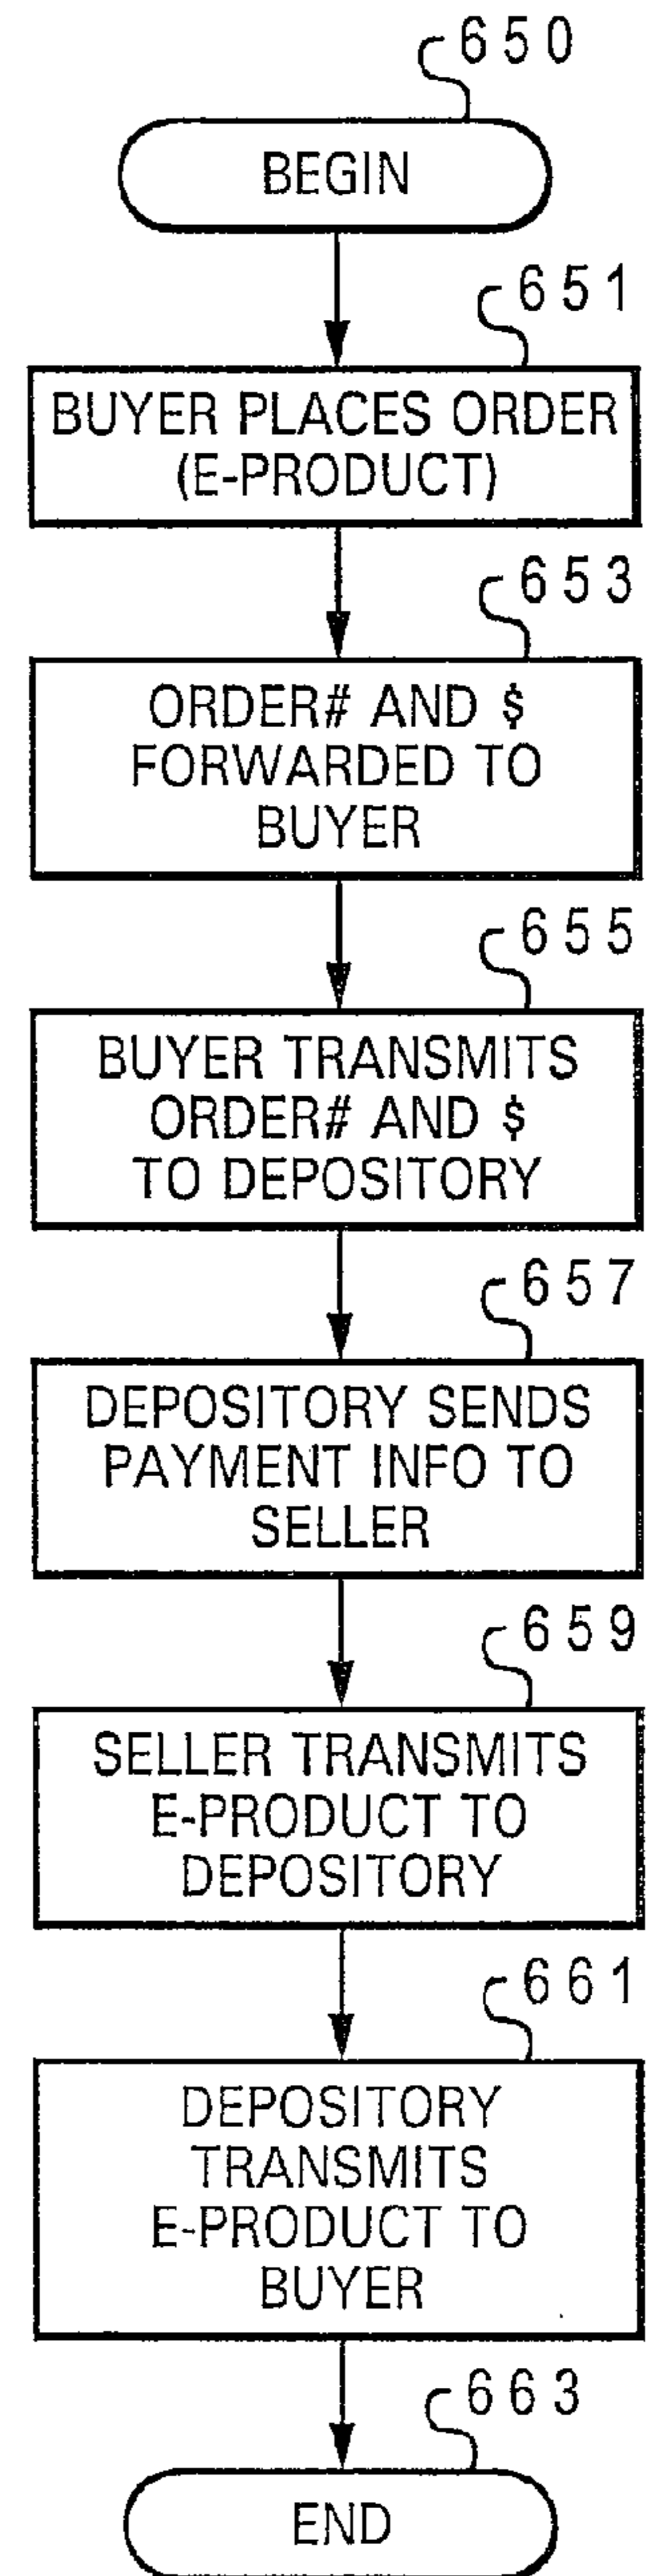 650
BEGIN
651
BUYER PLACES ORDER
(E-PRODUCT)
653
ORDER# AND $
FORWARDED TO
BUYER
655
BUYER TRANSMITS
ORDER# AND $
TO DEPOSITORY
657
DEPOSITORY SENDS
PAYMENT INFO TO
SELLER
659
SELLER TRANSMITS
E-PRODUCT TO
DEPOSITORY
661
DEPOSITORY
TRANSMITS
E-PRODUCT TO
BUYER
663
END